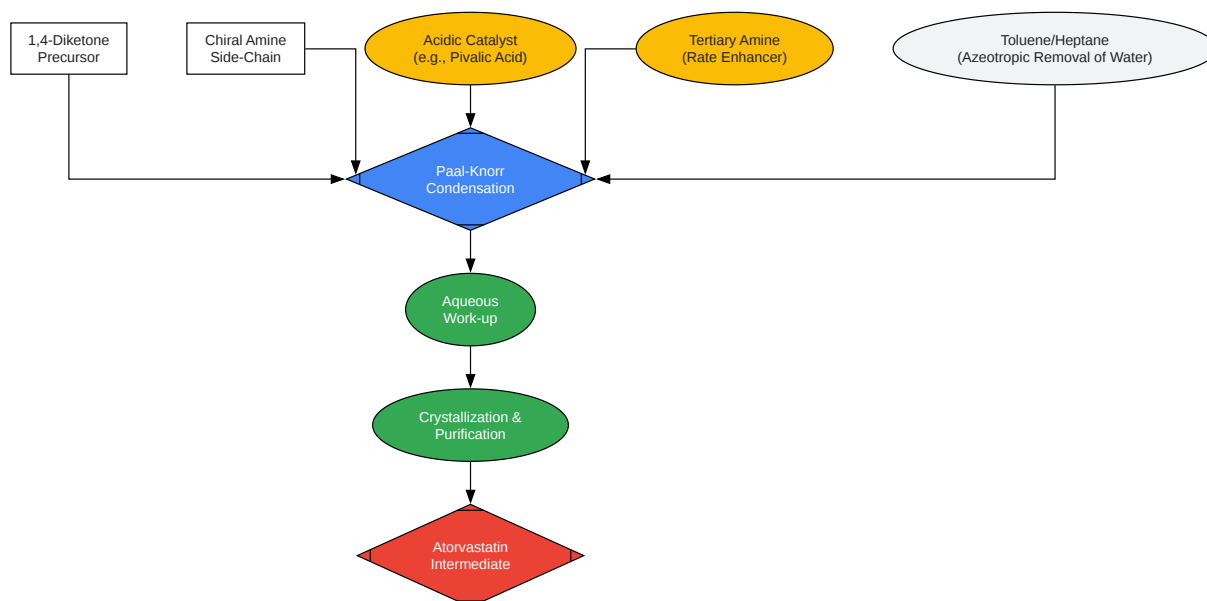 1,4-Diketone
Precursor
Chiral Amine
Side-Chain
Acidic Catalyst
(e.g., Pivalic Acid)
Tertiary Amine
(Rate Enhancer)
Toluene/Heptane
(Azeotropic Removal of Water)
Paal-Knorr
Condensation
Aqueous
Work-up
Crystallization &
Purification
Atorvastatin
Intermediate